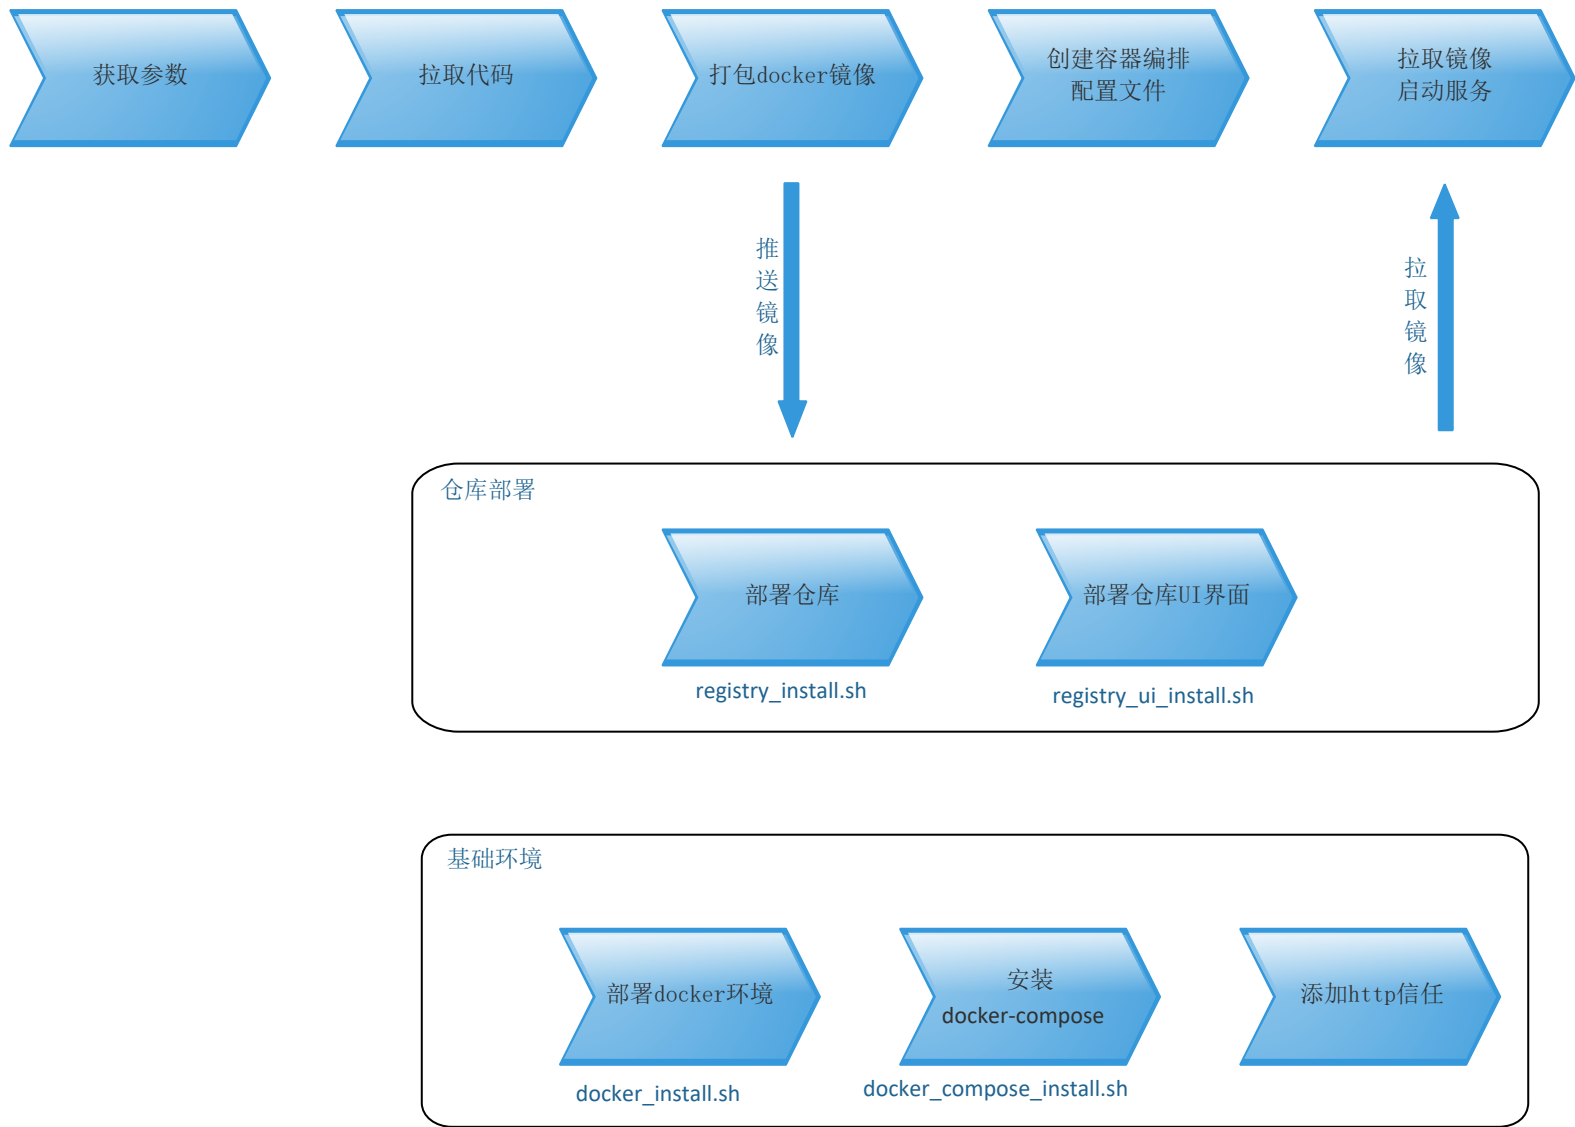 获取参数
拉取代码
打包docker镜像
创建容器编排
配置文件
拉取镜像
启动服务
推送镜像
拉取镜像
仓库部署
部署仓库
部署仓库UI界面
registry_install.sh
registry_ui_install.sh
基础环境
部署docker环境
安装
docker-compose
添加http信任
docker_install.sh
docker_compose_install.sh